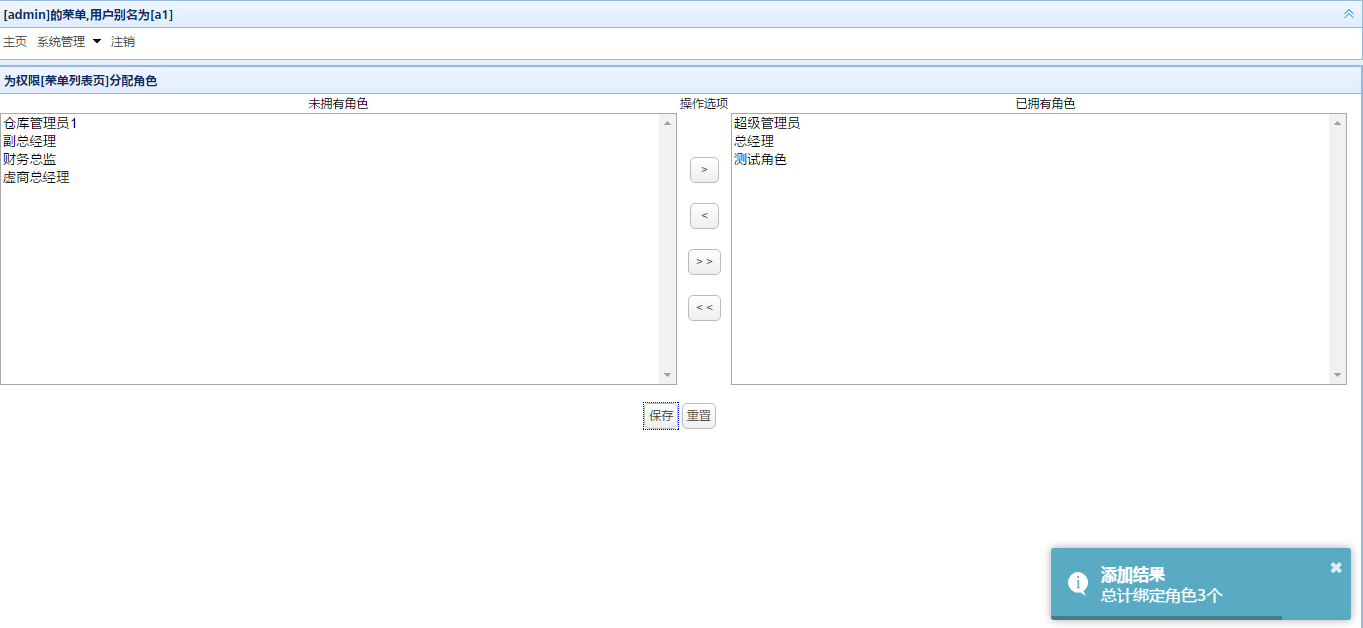 [admin]的菜单,用户别名为[a1]
主页 系统管理 注销
为权限[菜单列表页]分配角色
未拥有角色 操作选项 已拥有角色
仓库管理员1
副总经理
财务总监
虚商总经理
>
<
> >
< <
超级管理员
总经理
测试角色
保存 重置
添加结果
总计绑定角色3个